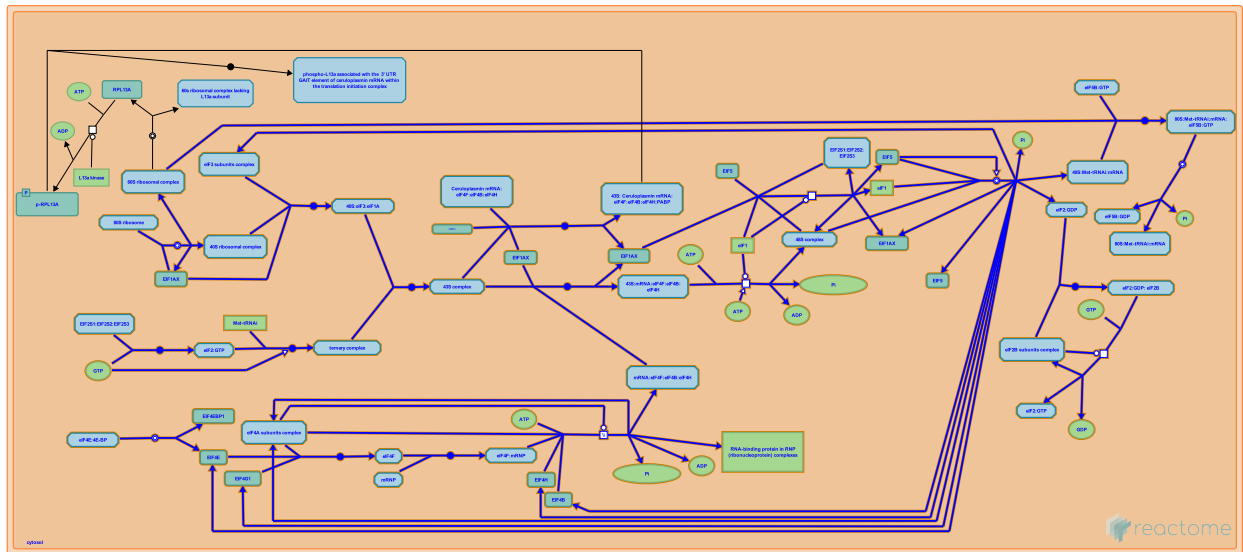 phospho-L13a associated with the 3' UTR
GAIT element of ceruloplasmin mRNA within
the translation initiation complex
ATP
RPL13A
60s ribosomal complex lacking
L13a subunit
ADP
L13a kinase
P
p-RPL13A
60S ribosomal complex
eIF3 subunits complex
80S ribosome
40S ribosomal complex
EIF1AX
40S:eIF3:eIF1A
Ceruloplasmin mRNA:
eIF4F:eIF4B:eIF4H
EIF1AX
43S complex
43S: Ceruloplasmin mRNA:
eIF4F:eIF4B:eIF4H:PABP
EIF1AX
43S:mRNA:eIF4F:eIF4B:
eIF4H
ATP
ATP
ADP
Pi
EIF5
eIF1
EIF2S1:EIF2S2:
EIF2S3
EIF5
eIF1
48S complex
EIF1AX
EIF5
Pi
eIF5B:GTP
80S:Met-tRNAi:mRNA:
eIF5B:GTP
40S:Met-tRNAi:mRNA
eIF2:GDP
eIF5B:GDP
Pi
80S:Met-tRNAi:mRNA
eIF2:GDP: eIF2B
GTP
eIF2B subunits complex
eIF2:GTP
GDP
EIF2S1:EIF2S2:EIF2S3
Met-tRNAi
eIF2:GTP
GTP
ternary complex
mRNA:eIF4F:eIF4B:eIF4H
EIF4EBP1
eIF4E:4E-BP
EIF4E
eIF4A subunits complex
EIF4G1
eIF4F
mRNP
eIF4F:mRNP
ATP
EIF4H
EIF4B
Pi
ADP
RNA-binding protein in RNP
(ribonucleoprotein) complexes
cytosol
reactome